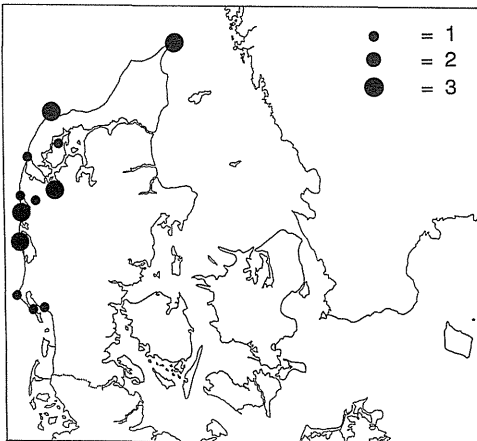 = 1
= 2
= 3